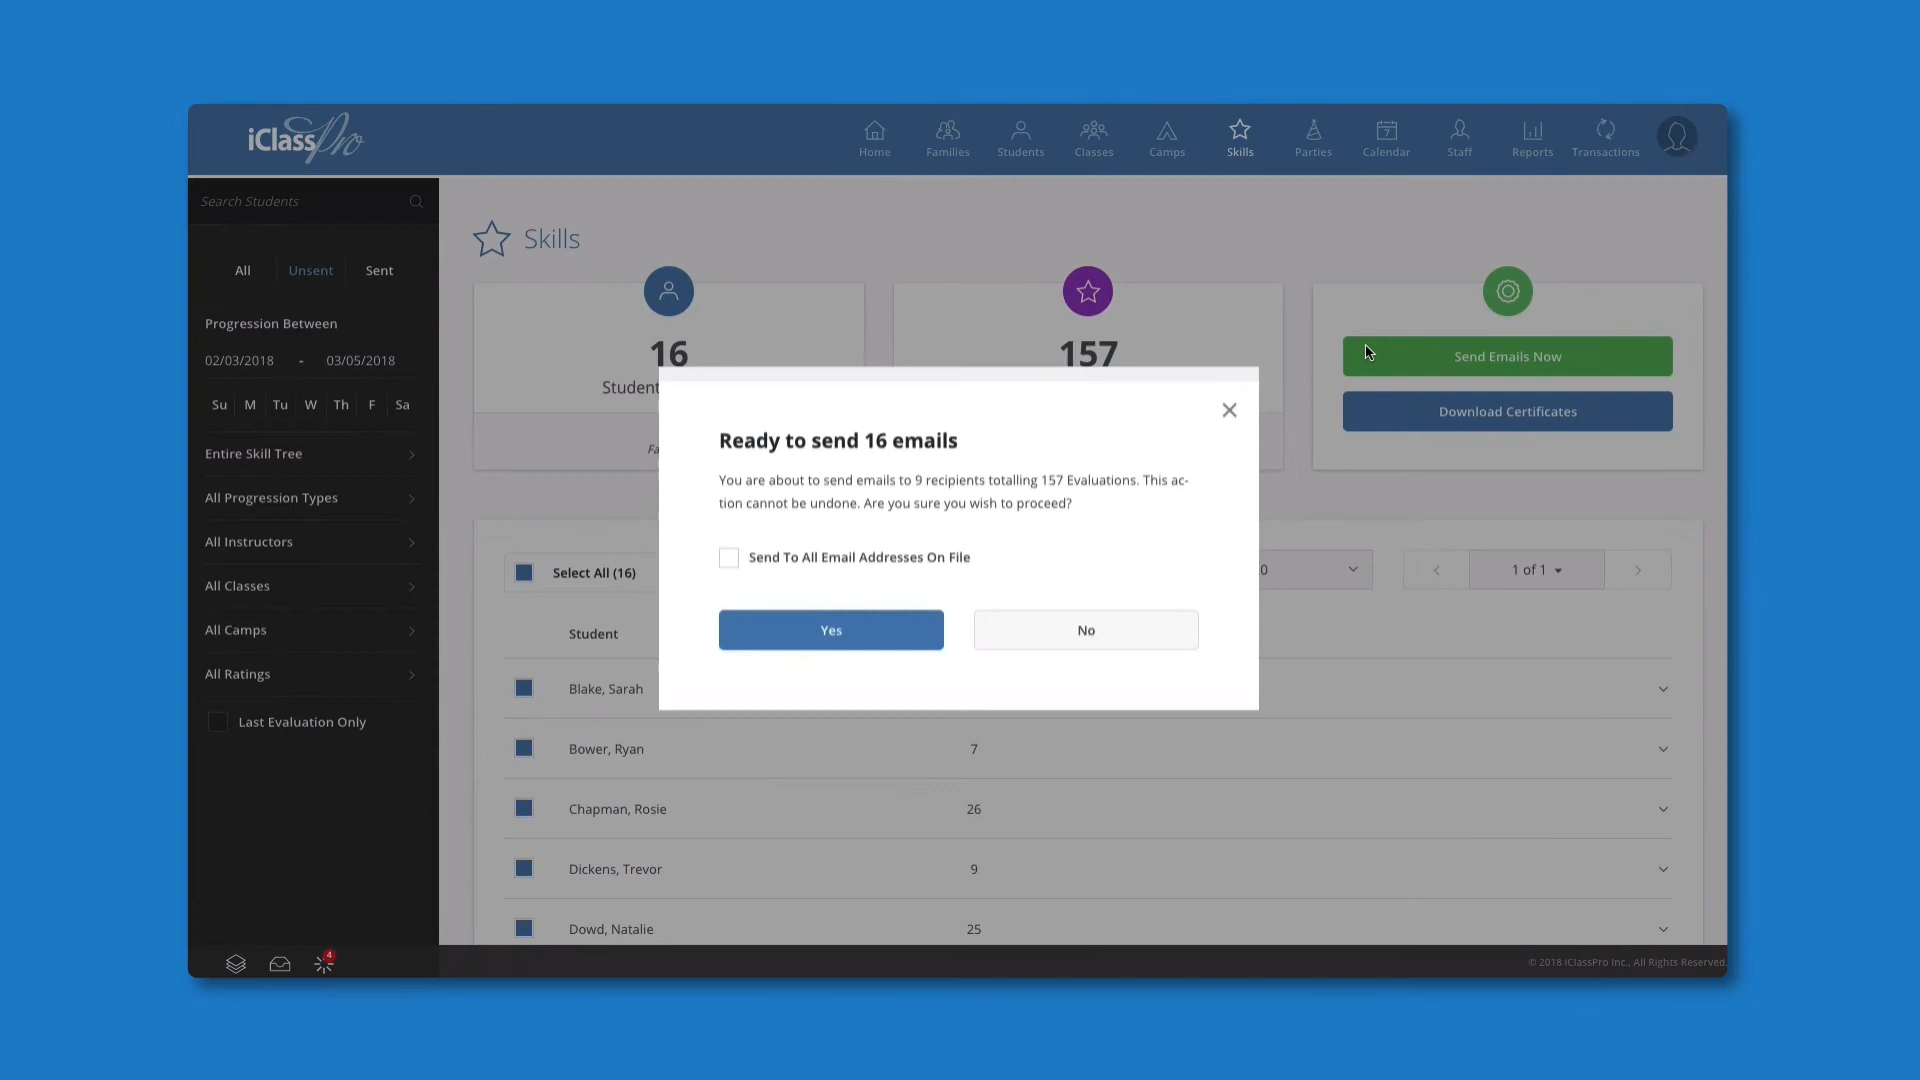 iClassPro
Home
Families
Students
Classes
Camps
Skills
Parties
7
Calendar
Staff
Reports
Transactions
Search Students
All
Unsent
Sent
Progression Between
02/03/2018 - 03/05/2018
Su M Tu W Th F Sa
Entire Skill Tree
All Progression Types
All Instructors
All Classes
All Camps
All Ratings
Last Evaluation Only
4
Skills
16
Student
Fa
157
Send Emails Now
Download Certificates
Ready to send 16 emails
You are about to send emails to 9 recipients totalling 157 Evaluations. This ac-
tion cannot be undone. Are you sure you wish to proceed?
Send To All Email Addresses On File
Yes
No
Select All (16)
0
1 of 1
Student
Blake, Sarah
Bower, Ryan 7
Chapman, Rosie 26
Dickens, Trevor 9
Dowd, Natalie 25
© 2018 iClassPro Inc., All Rights Reserved.